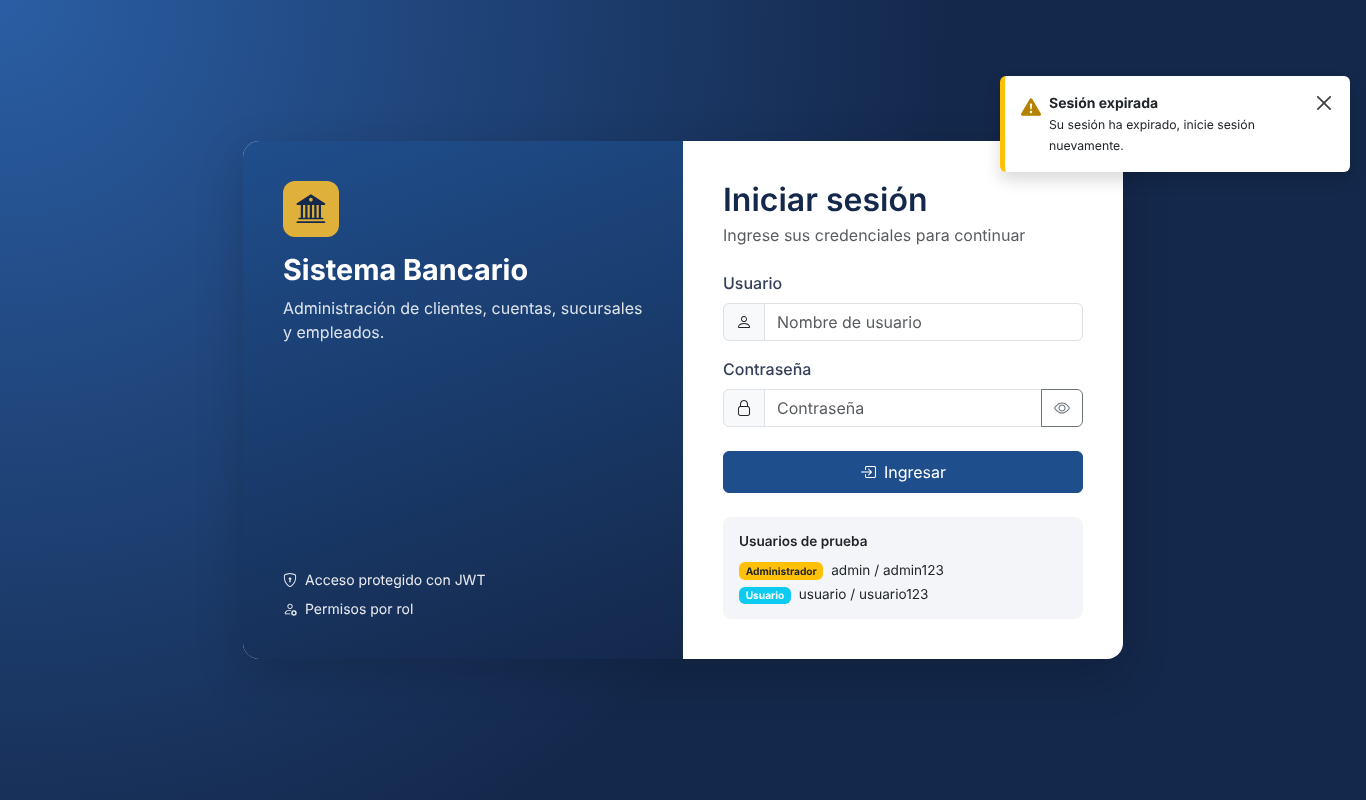 Sesión expirada
Su sesión ha expirado, inicie sesión
nuevamente.
Sistema Bancario
Administración de clientes, cuentas, sucursales
y empleados.
Acceso protegido con JWT
Permisos por rol
Iniciar sesión
Ingrese sus credenciales para continuar
Usuario
Nombre de usuario
Contraseña
Contraseña
Ingresar
Usuarios de prueba
Administrador admin / admin123
Usuario usuario / usuario123